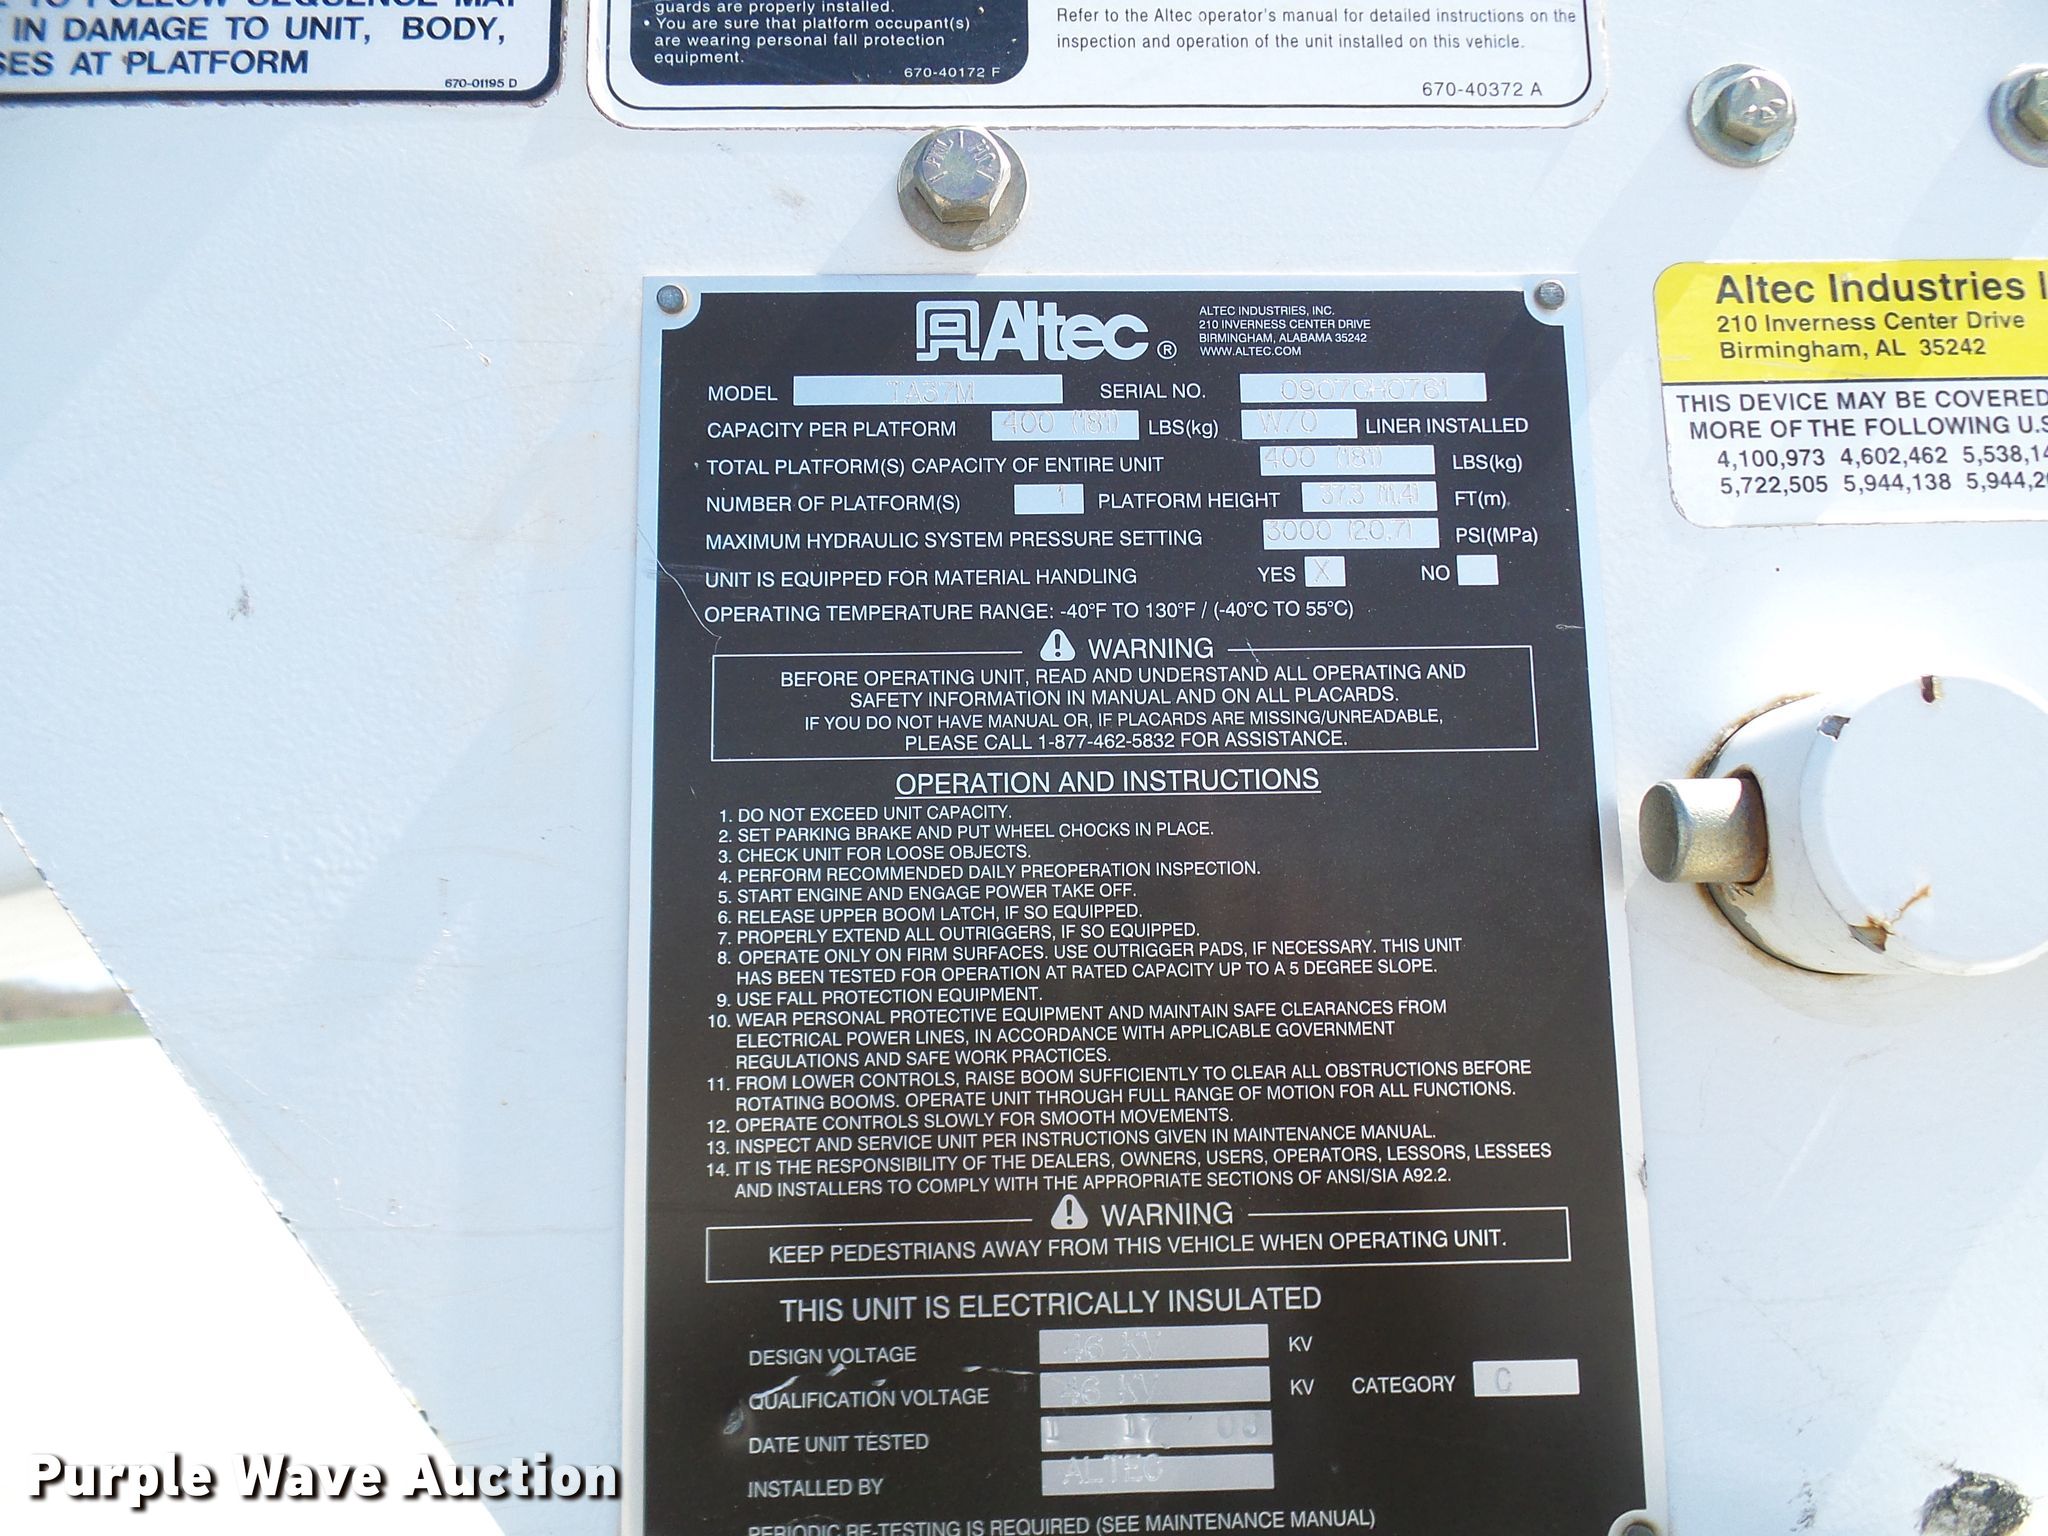 TO FOLLOW SEQUENCE MAY
IN DAMAGE TO UNIT, BODY,
AT PLATFORM
670-01195 D
guards are properly installed.
• You are sure that platform occupant(s)
are wearing personal fall protection
equipment.
670-40172 F
Refer to the Altec operator's manual for detailed instructions on the
inspection and operation of the unit installed on this vehicle.
670-40372 A
Altec®
ALTEC INDUSTRIES, INC.
210 INVERNESS CENTER DRIVE
BIRMINGHAM, ALABAMA 35242
WWW.ALTEC.COM
MODEL TA37M SERIAL NO. 0907CH0761
CAPACITY PER PLATFORM 400 (181) LBS(kg) W/O LINER INSTALLED
TOTAL PLATFORM(S) CAPACITY OF ENTIRE UNIT 400 (181) LBS(kg)
NUMBER OF PLATFORM(S) 1 PLATFORM HEIGHT 37.3 (11.4) FT(m)
MAXIMUM HYDRAULIC SYSTEM PRESSURE SETTING 3000 (20.7) PSI(MPa)
UNIT IS EQUIPPED FOR MATERIAL HANDLING YES X NO
OPERATING TEMPERATURE RANGE: -40°F TO 130°F / (-40°C TO 55°C)
WARNING
BEFORE OPERATING UNIT, READ AND UNDERSTAND ALL OPERATING AND
SAFETY INFORMATION IN MANUAL AND ON ALL PLACARDS.
IF YOU DO NOT HAVE MANUAL OR, IF PLACARDS ARE MISSING/UNREADABLE,
PLEASE CALL 1-877-462-5832 FOR ASSISTANCE.
OPERATION AND INSTRUCTIONS
1. DO NOT EXCEED UNIT CAPACITY.
2. SET PARKING BRAKE AND PUT WHEEL CHOCKS IN PLACE.
3. CHECK UNIT FOR LOOSE OBJECTS.
4. PERFORM RECOMMENDED DAILY PREOPERATION INSPECTION.
5. START ENGINE AND ENGAGE POWER TAKE OFF.
6. RELEASE UPPER BOOM LATCH, IF SO EQUIPPED.
7. PROPERLY EXTEND ALL OUTRIGGERS, IF SO EQUIPPED.
8. OPERATE ONLY ON FIRM SURFACES. USE OUTRIGGER PADS, IF NECESSARY. THIS UNIT
HAS BEEN TESTED FOR OPERATION AT RATED CAPACITY UP TO A 5 DEGREE SLOPE.
9. USE FALL PROTECTION EQUIPMENT.
10. WEAR PERSONAL PROTECTIVE EQUIPMENT AND MAINTAIN SAFE CLEARANCES FROM
ELECTRICAL POWER LINES, IN ACCORDANCE WITH APPLICABLE GOVERNMENT
REGULATIONS AND SAFE WORK PRACTICES.
11. FROM LOWER CONTROLS, RAISE BOOM SUFFICIENTLY TO CLEAR ALL OBSTRUCTIONS BEFORE
ROTATING BOOMS. OPERATE UNIT THROUGH FULL RANGE OF MOTION FOR ALL FUNCTIONS.
12. OPERATE CONTROLS SLOWLY FOR SMOOTH MOVEMENTS.
13. INSPECT AND SERVICE UNIT PER INSTRUCTIONS GIVEN IN MAINTENANCE MANUAL.
14. IT IS THE RESPONSIBILITY OF THE DEALERS, OWNERS, USERS, OPERATORS, LESSORS, LESSEES
AND INSTALLERS TO COMPLY WITH THE APPROPRIATE SECTIONS OF ANSI/SIA A92.2.
WARNING
KEEP PEDESTRIANS AWAY FROM THIS VEHICLE WHEN OPERATING UNIT.
THIS UNIT IS ELECTRICALLY INSULATED
DESIGN VOLTAGE 46 KV KV
QUALIFICATION VOLTAGE 46 KV KV CATEGORY C
DATE UNIT TESTED
INSTALLED BY ALTEC
PERIODIC RE-TESTING IS REQUIRED (SEE MAINTENANCE MANUAL)
Altec Industries
210 Inverness Center Drive
Birmingham, AL 35242
THIS DEVICE MAY BE COVERED
MORE OF THE FOLLOWING U.S
4,100,973 4,602,462 5,538,14
5,722,505 5,944,138 5,944,20
Purple Wave Auction